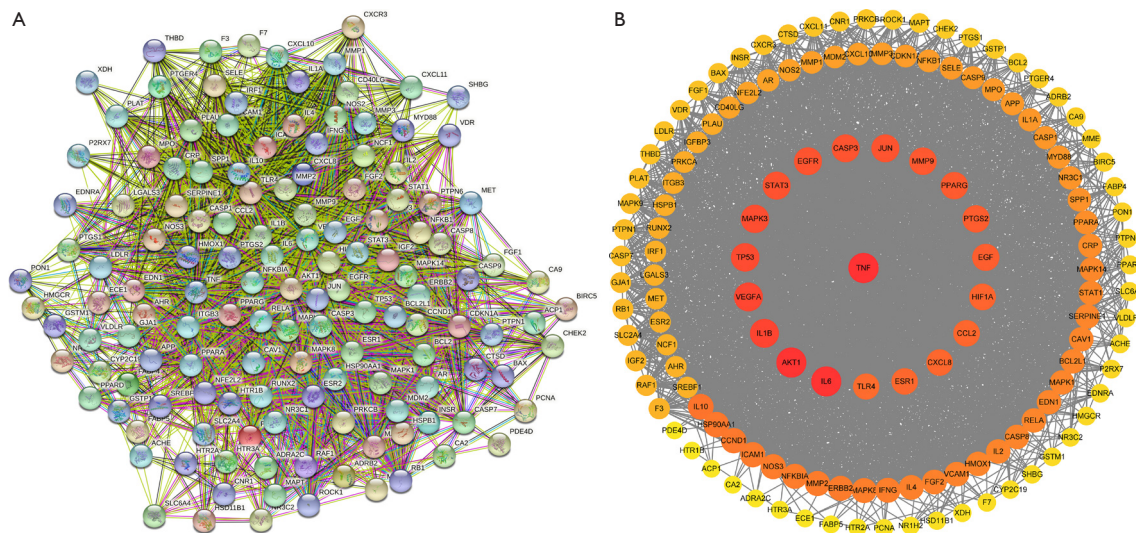 A
CXCR3
THBD
F3
F7
CXCL10
MMP1
XDH
PTGER4
SELE
IL1A
CD40LG
CXCL11
SHBG
PLAT
IRF1
NOS2
MMP3
PLAU
IL4
IFNG
MYD88
VDR
P2RX7
MPO
CRP
SPP1
IL10
CXCL8
NCF1
IL2
TLR4
MMP2
FGF2
STAT1
PTPN6
MET
EDNRA
LGALS3
SERPINE1
MMP9
CASP1
CCL2
NFKB1
NOS3
IL1B
EGF
CASP8
PTGS1
HMOX1
PTGS2
IL6
STAT3
IGF2
FGF1
LDLR
NFKBIA
MAPK14
CASP9
CA9
PON1
ECE1
EDN1
TNF
AKT1
EGFR
ERBB2
BIRC5
HMGCR
AHR
JUN
TP53
BCL2L1
CDKN1A
ACP1
GSTM1
GJA1
ITGB3
PPARG
RELA
CASP3
CCND1
PTPN1
CHEK2
VLDLR
APP
ESR1
BCL2
CYP2C19
PPARA
CAV1
MAPK8
CTSD
BAX
PPARD
NFE2L2
RUNX2
HSP90AA1
MAPK1
AR
GSTP1
SREBF1
HTR1B
ESR2
MDM2
PCNA
SLC2A4
NR3C1
PRKCB
HSPB1
INSR
CASP7
ACHE
HTR2A
HTR3A
ADRA2C
RAF1
CA2
PDE4D
CNR1
MAPT
ADRB2
RB1
SLC6A4
HSD11B1
NR3C2
ROCK1
B
CXCL11
CNR1
PRKCB
ROCK1
MAPT
CHEK2
CTSD
CXCR3
PTGS1
INSR
GSTP1
BAX
BCL2
FGF1
PTGER4
VDR
ADRB2
LDLR
CA9
THBD
MME
PLAT
BIRC5
MAPK9
FABP4
PTPN1
PON1
CASP7
PTPN6
GJA1
RB1
SLC2A4
VLDLR
IGF2
ACHE
RAF1
P2RX7
F3
EDNRA
PDE4D
HMGCR
HTR1B
NR3C2
ACP1
GSTM1
CA2
SHBG
ADRA2C
CYP2C19
HTR3A
F7
ECE1
XDH
FABP5
HSD11B1
HTR2A
PCNA
NR1H2
NOS2
MMP1
MDM2
CXCL10
MMP3
CDKN1A
NFKB1
SELE
AR
CASP9
NFE2L2
MPO
CD40LG
APP
PLAU
IL1A
IGFBP3
CASP1
PRKCA
MYD88
ITGB3
NR3C1
HSPB1
SPP1
RUNX2
PPARA
IRF1
CRP
LGALS3
MAPK14
MET
STAT1
ESR2
SERPINE1
NCF1
CAV1
AHR
BCL2L1
SREBF1
MAPK1
IL10
EDN1
HSP90AA1
RELA
CCND1
CASP8
ICAM1
IL2
NOS3
HMOX1
NFKBIA
VCAM1
MMP2
FGF2
ERBB2
IL4
MAPK8
IFNG
CASP3
JUN
EGFR
MMP9
STAT3
PPARG
MAPK3
PTGS2
TP53
EGF
TNF
VEGFA
HIF1A
IL1B
CCL2
AKT1
CXCL8
IL6
TLR4
ESR1